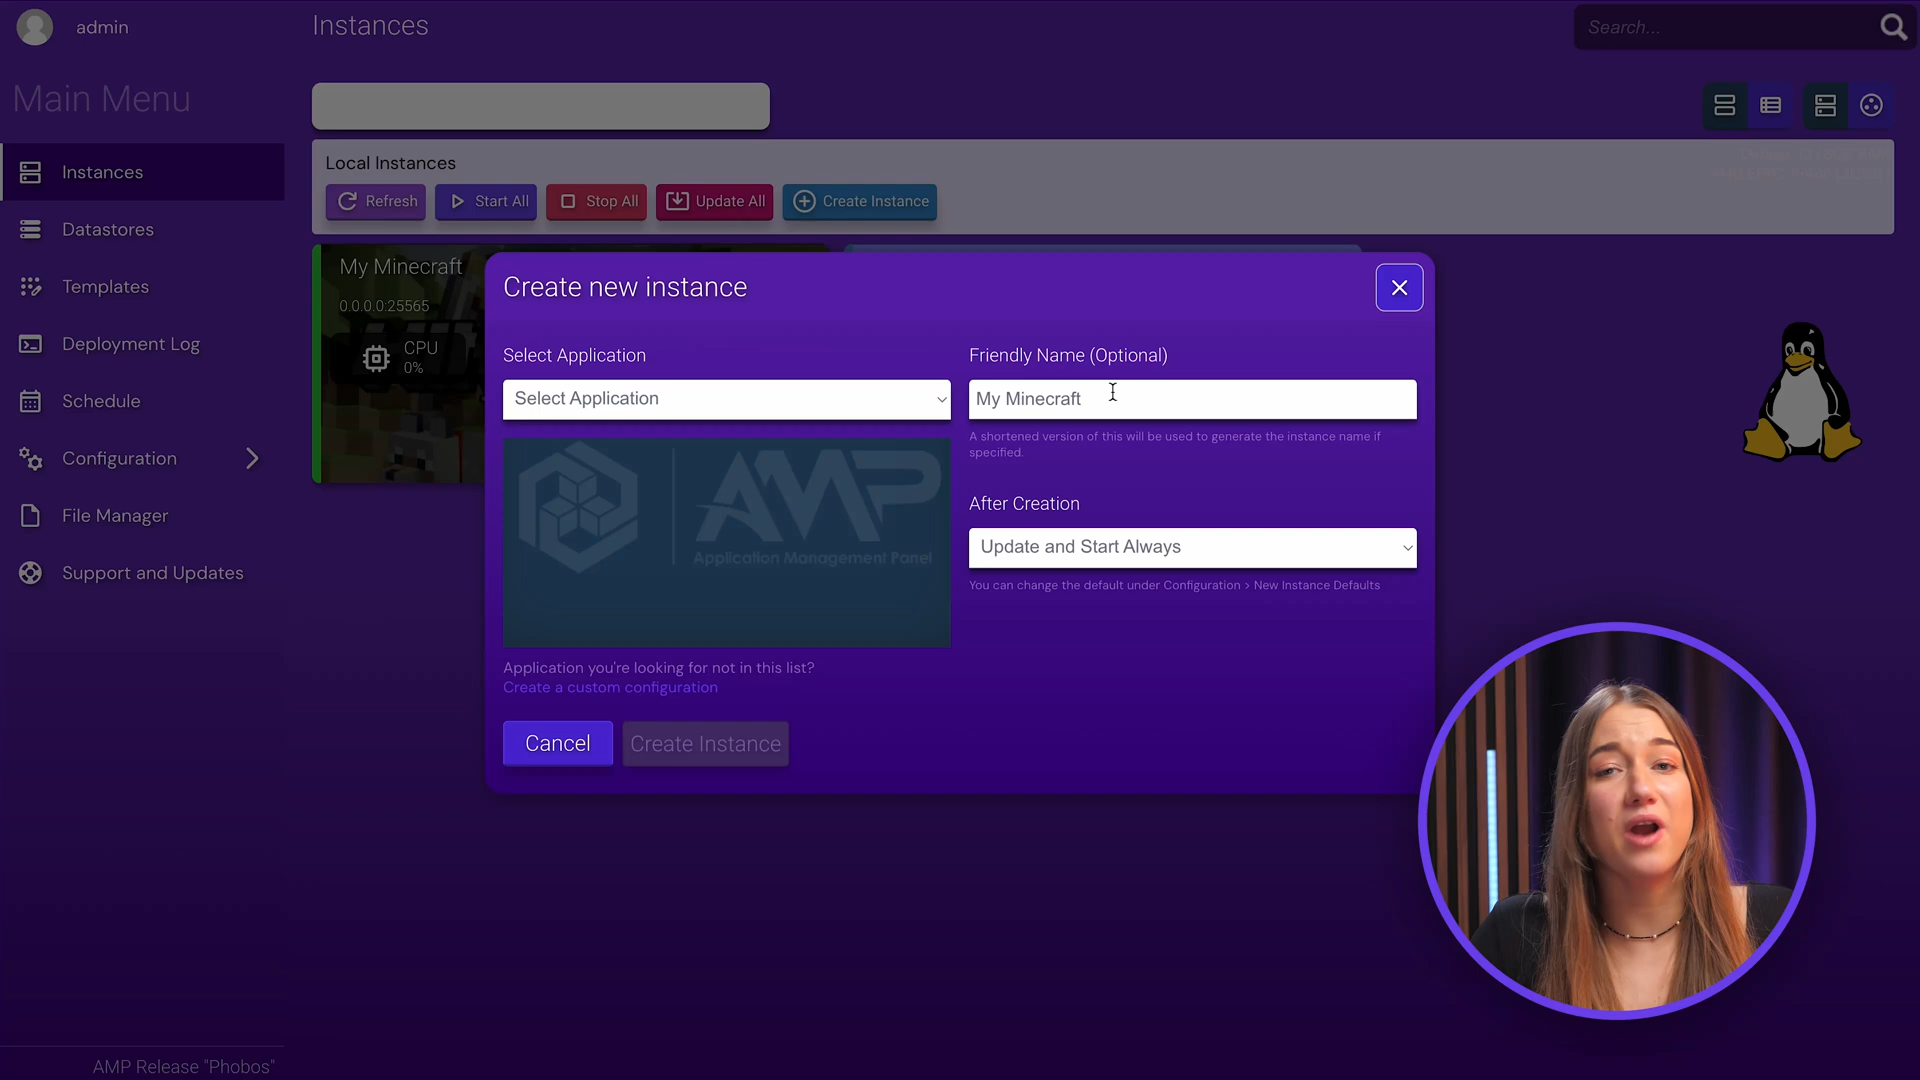 admin
Instances
Search...
Main Menu
Instances
Datastores
Templates
Deployment Log
Schedule
Configuration
File Manager
Support and Updates
AMP Release "Phobos"
Local Instances
Refresh
Start All
Stop All
Update All
Create Instance
My Minecraft
0.0.0.0:25565
CPU
0%
Create new instance
Select Application
Select Application
AMP
Application Management Panel
Application you're looking for not in this list?
Create a custom configuration
Cancel
Create Instance
Friendly Name (Optional)
My Minecraft
A shortened version of this will be used to generate the instance name if
specified.
After Creation
Update and Start Always
You can change the default under Configuration > New Instance Defaults